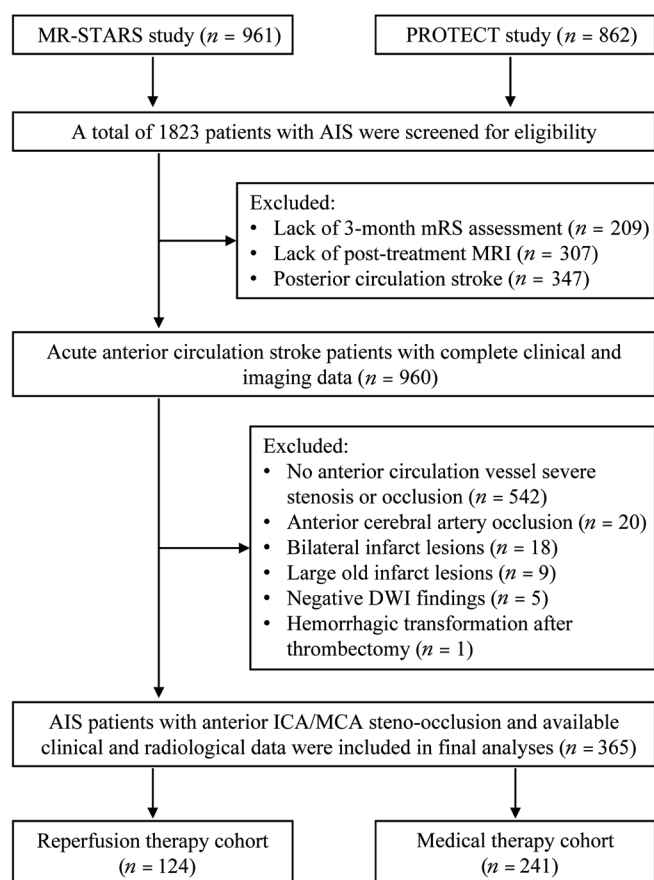 MR-STARS study (n = 961)
PROTECT study (n = 862)
A total of 1823 patients with AIS were screened for eligibility
Excluded:
• Lack of 3-month mRS assessment (n = 209)
• Lack of post-treatment MRI (n = 307)
• Posterior circulation stroke (n = 347)
Acute anterior circulation stroke patients with complete clinical and
imaging data (n = 960)
Excluded:
• No anterior circulation vessel severe
stenosis or occlusion (n = 542)
• Anterior cerebral artery occlusion (n = 20)
• Bilateral infarct lesions (n = 18)
• Large old infarct lesions (n = 9)
• Negative DWI findings (n = 5)
• Hemorrhagic transformation after
thrombectomy (n = 1)
AIS patients with anterior ICA/MCA steno-occlusion and available
clinical and radiological data were included in final analyses (n = 365)
Reperfusion therapy cohort
(n = 124)
Medical therapy cohort
(n = 241)